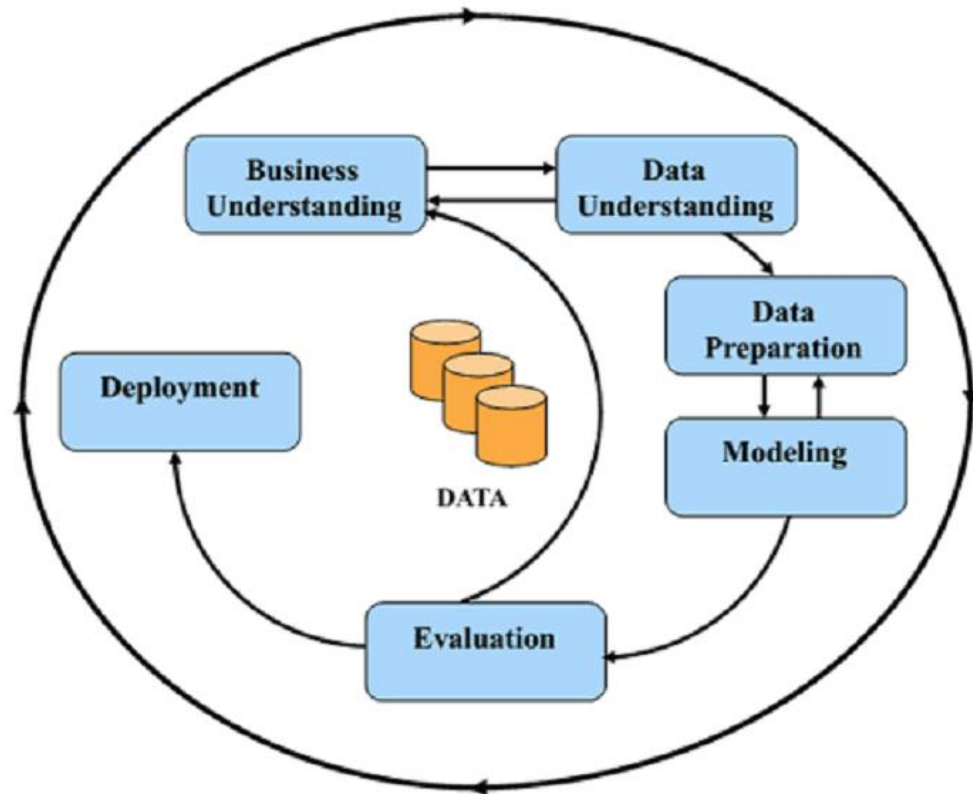 Business
Understanding
Data
Understanding
Data
Preparation
Deployment
Modeling
DATA
Evaluation